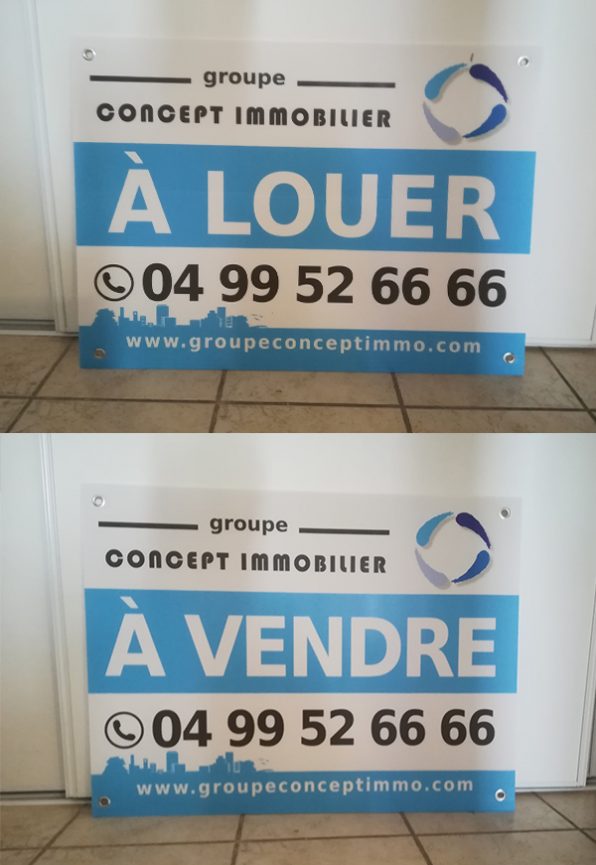 groupe
CONCEPT IMMOBILIER
À LOUER
04 99 52 66 66
www.groupeconceptimmo.com
groupe
CONCEPT IMMOBILIER
À VENDRE
04 99 52 66 66
www.groupeconceptimmo.com